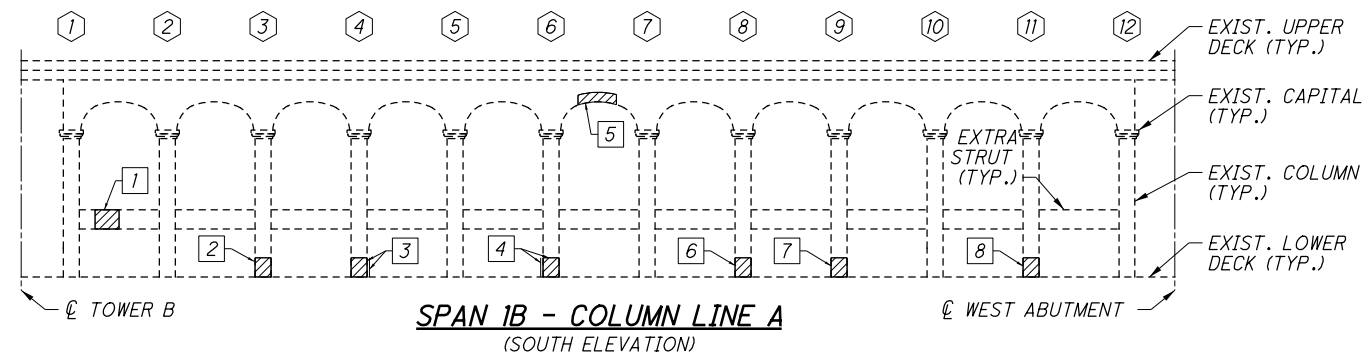 1 2 3 4 5 6 7 8 9 10 11 12
EXIST. UPPER
DECK (TYP.)
EXIST. CAPITAL
(TYP.)
5
EXTRA
STRUT
(TYP.)
1
EXIST. COLUMN
(TYP.)
2
3
4
6
7
8
EXIST. LOWER
DECK (TYP.)
℄ TOWER B
SPAN 1B - COLUMN LINE A
(SOUTH ELEVATION)
℄ WEST ABUTMENT